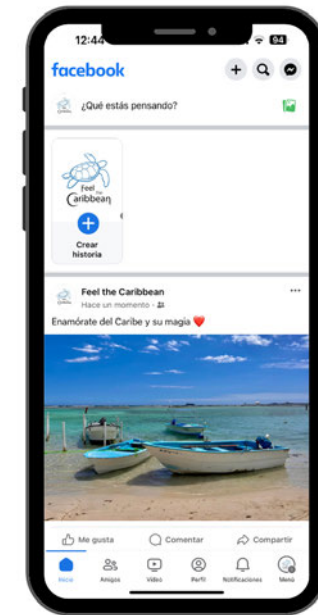 12:44
94
facebook
¿Qué estás pensando?
Feel
the
Caribbean
Crear
historia
Feel the Caribbean
Hace un momento ·
Enamórate del Caribe y su magia ❤️
Me gusta
Comentar
Compartir
Inicio
Amigos
Video
Perfil
Notificaciones
Menú